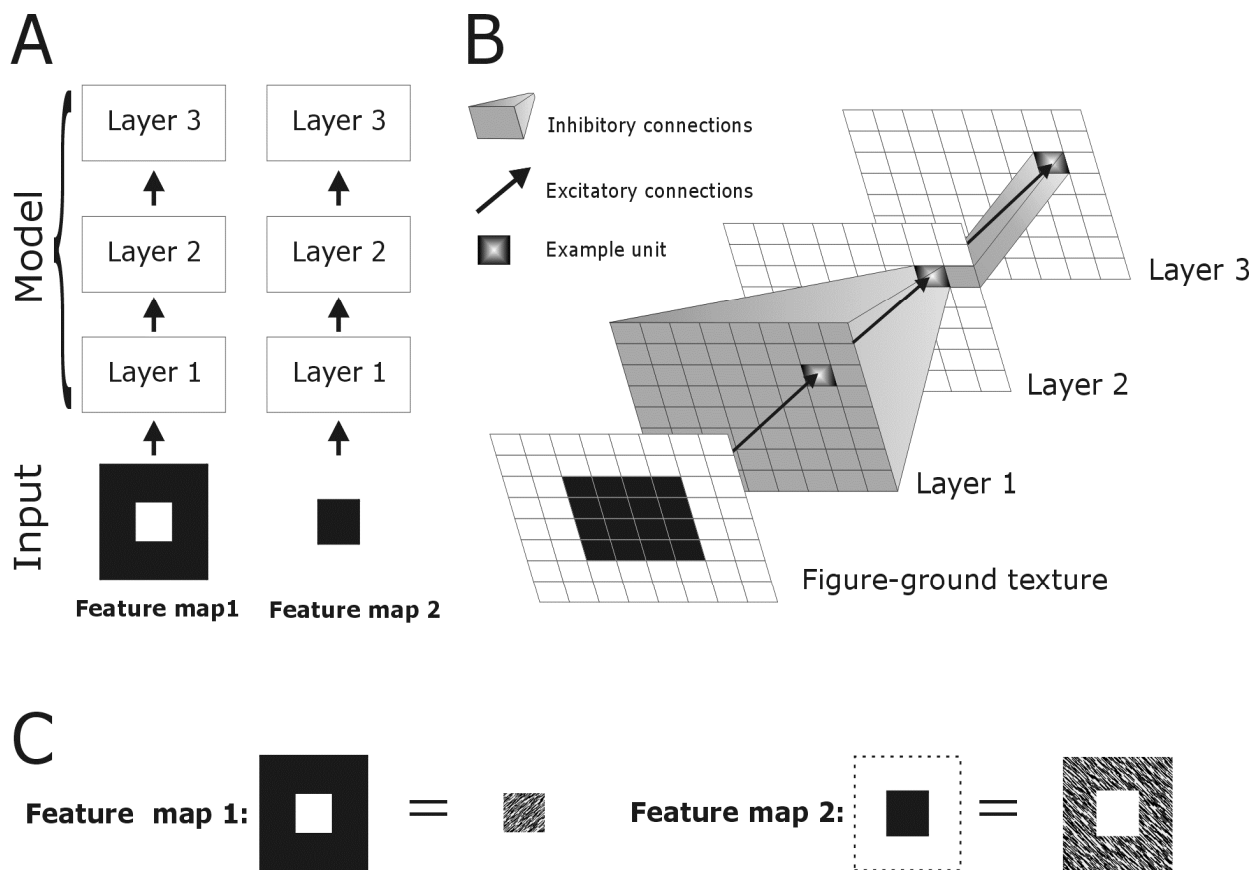 A
Model
Layer 3
Layer 3
Layer 2
Layer 2
Layer 1
Layer 1
Input
Feature map1
Feature map 2
B
Inhibitory connections
Excitatory connections
Example unit
Layer 3
Layer 2
Layer 1
Figure-ground texture
C
Feature map 1:
=
Feature map 2:
=